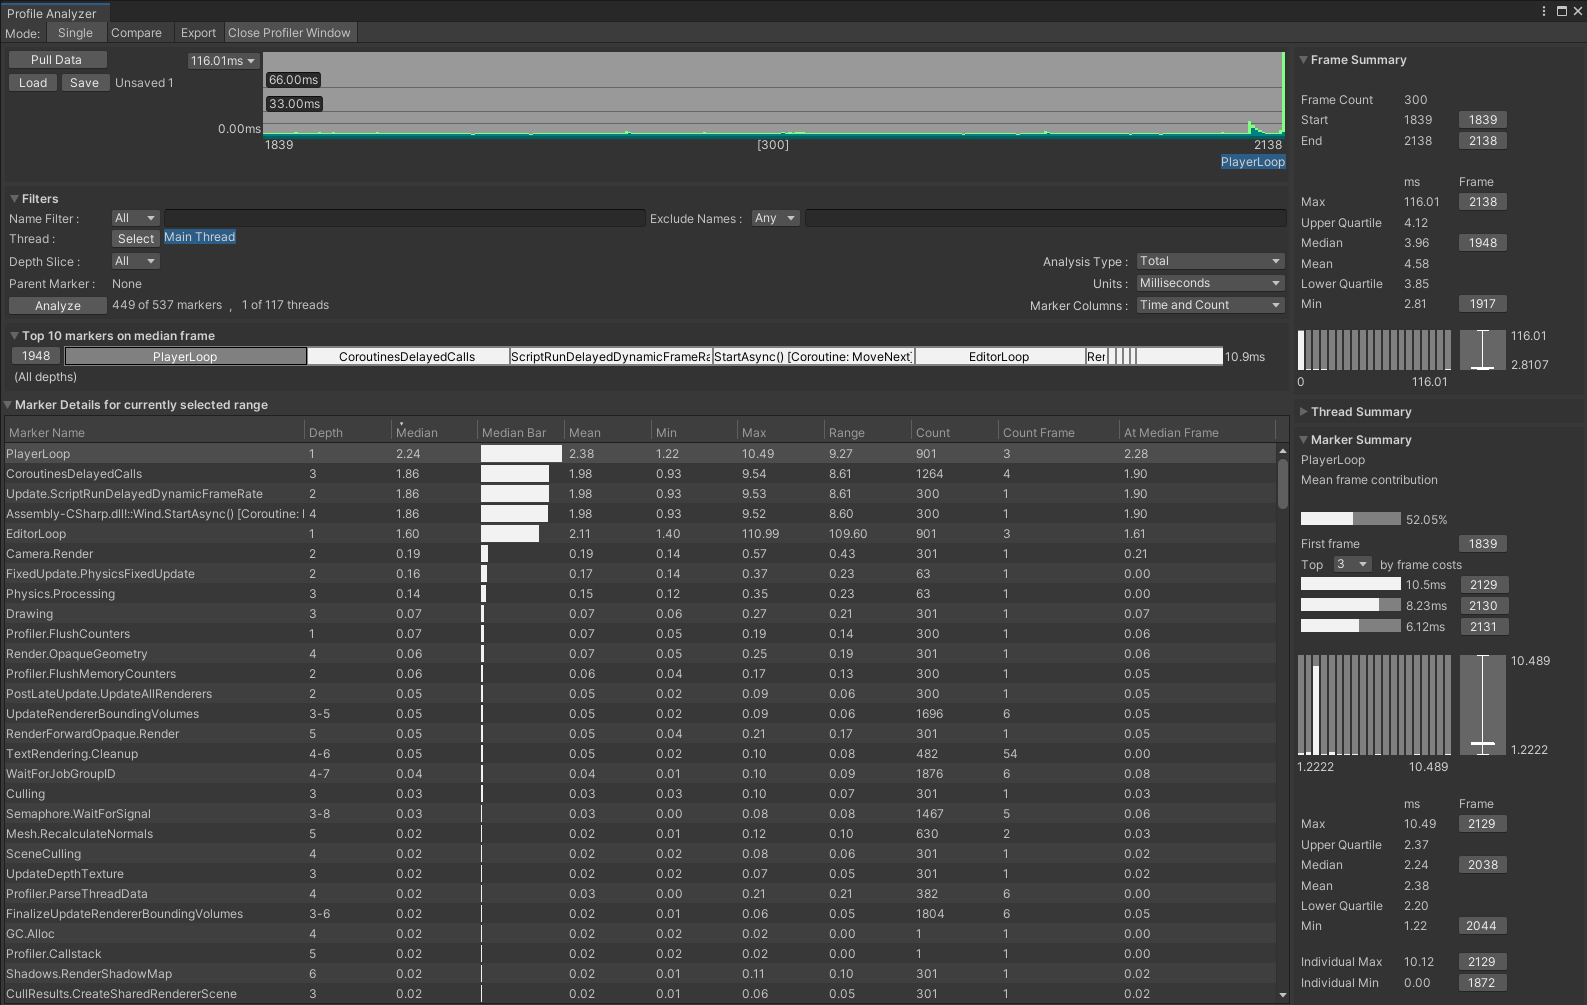 Profile Analyzer
Mode: Single Compare Export Close Profiler Window
Pull Data
Load Save Unsaved 1
116.01ms
66.00ms
33.00ms
0.00ms
1839 [300] 2138
PlayerLoop
Filters
Name Filter : All Exclude Names : Any
Thread : Select Main Thread
Depth Slice : All Analysis Type : Total
Parent Marker : None Units : Milliseconds
Analyze 449 of 537 markers , 1 of 117 threads Marker Columns : Time and Count
Top 10 markers on median frame
1948 PlayerLoop CoroutinesDelayedCalls ScriptRunDelayedDynamicFrameRa StartAsync() [Coroutine: MoveNext] EditorLoop Rer 10.9ms
(All depths)
Marker Details for currently selected range
Marker Name Depth Median Median Bar Mean Min Max Range Count Count Frame At Median Frame
PlayerLoop 1 2.24 2.38 1.22 10.49 9.27 901 3 2.28
CoroutinesDelayedCalls 3 1.86 1.98 0.93 9.54 8.61 1264 4 1.90
Update.ScriptRunDelayedDynamicFrameRate 2 1.86 1.98 0.93 9.53 8.61 300 1 1.90
Assembly-CSharp.dll!::Wind.StartAsync() [Coroutine: 4 1.86 1.98 0.93 9.52 8.60 300 1 1.90
EditorLoop 1 1.60 2.11 1.40 110.99 109.60 901 3 1.61
Camera.Render 2 0.19 0.19 0.14 0.57 0.43 301 1 0.21
FixedUpdate.PhysicsFixedUpdate 2 0.16 0.17 0.14 0.37 0.23 63 1 0.00
Physics.Processing 3 0.14 0.15 0.12 0.35 0.23 63 1 0.00
Drawing 3 0.07 0.07 0.06 0.27 0.21 301 1 0.07
Profiler.FlushCounters 1 0.07 0.07 0.05 0.19 0.14 300 1 0.06
Render.OpaqueGeometry 4 0.06 0.07 0.05 0.25 0.19 301 1 0.06
Profiler.FlushMemoryCounters 2 0.06 0.06 0.04 0.17 0.13 300 1 0.05
PostLateUpdate.UpdateAllRenderers 2 0.05 0.05 0.02 0.09 0.06 300 1 0.05
UpdateRendererBoundingVolumes 3-5 0.05 0.05 0.02 0.09 0.06 1696 6 0.05
RenderForwardOpaque.Render 5 0.05 0.05 0.04 0.21 0.17 301 1 0.05
TextRendering.Cleanup 4-6 0.05 0.05 0.02 0.10 0.08 482 54 0.00
WaitForJobGroupID 4-7 0.04 0.04 0.01 0.10 0.09 1876 6 0.08
Culling 3 0.03 0.03 0.03 0.10 0.07 301 1 0.03
Semaphore.WaitForSignal 3-8 0.03 0.03 0.00 0.08 0.08 1467 5 0.06
Mesh.RecalculateNormals 5 0.02 0.02 0.01 0.12 0.10 630 2 0.03
SceneCulling 4 0.02 0.02 0.02 0.08 0.06 301 1 0.02
UpdateDepthTexture 3 0.02 0.02 0.02 0.07 0.05 301 1 0.02
Profiler.ParseThreadData 4 0.02 0.03 0.00 0.21 0.21 382 6 0.00
FinalizeUpdateRendererBoundingVolumes 3-6 0.02 0.02 0.01 0.06 0.05 1804 6 0.05
GC.Alloc 4 0.02 0.02 0.02 0.02 0.00 1 1 0.00
Profiler.Callstack 5 0.02 0.02 0.02 0.02 0.00 1 1 0.00
Shadows.RenderShadowMap 6 0.02 0.02 0.01 0.11 0.10 301 1 0.02
CullResults.CreateSharedRendererScene 3 0.02 0.02 0.01 0.06 0.05 301 1 0.02
Frame Summary
Frame Count 300
Start 1839 1839
End 2138 2138
ms Frame
Max 116.01 2138
Upper Quartile 4.12
Median 3.96 1948
Mean 4.58
Lower Quartile 3.85
Min 2.81 1917
116.01
2.8107
0 116.01
Thread Summary
Marker Summary
PlayerLoop
Mean frame contribution
52.05%
First frame 1839
Top 3 by frame costs
10.5ms 2129
8.23ms 2130
6.12ms 2131
10.489
1.2222
1.2222 10.489
ms Frame
Max 10.49 2129
Upper Quartile 2.37
Median 2.24 2038
Mean 2.38
Lower Quartile 2.20
Min 1.22 2044
Individual Max 10.12 2129
Individual Min 0.00 1872